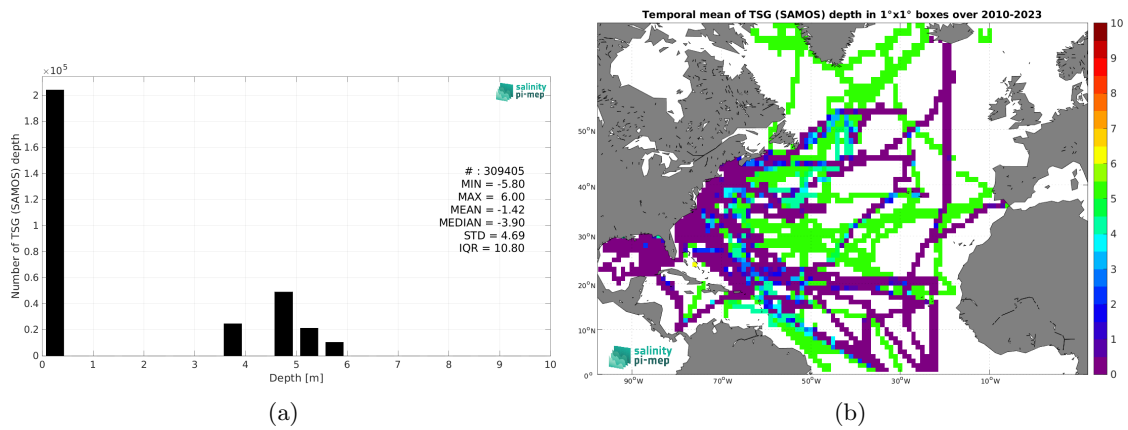 Temporal mean of TSG (SAMOS) depth in 1°x1° boxes over 2010-2023
×10⁵
2
1.8
1.6
1.4
1.2
1
0.8
0.6
0.4
0.2
0
Number of TSG (SAMOS) depth
salinity
pi-mep
# : 309405
MIN = -5.80
MAX = 6.00
MEAN = -1.42
MEDIAN = -3.90
STD = 4.69
IQR = 10.80
0 1 2 3 4 5 6 7 8 9 10
Depth [m]
(a)
50°N
40°N
30°N
20°N
10°N
0°
90°W 70°W 50°W 30°W 10°W
salinity
pi-mep
10
9
8
7
6
5
4
3
2
1
0
(b)